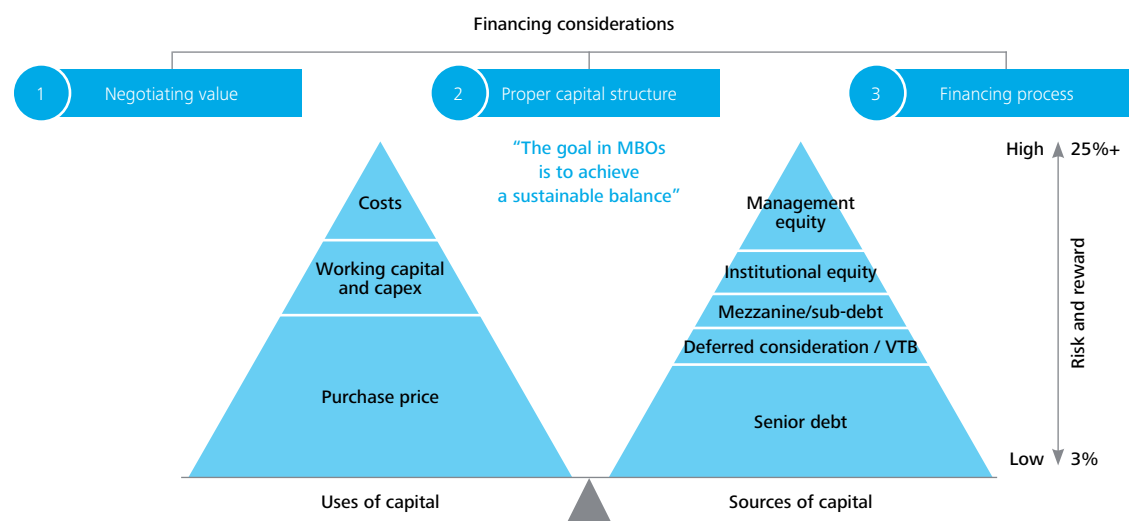 Financing considerations
1 Negotiating value
2 Proper capital structure
3 Financing process
“The goal in MBOs
is to achieve
a sustainable balance”
Costs
Working capital
and capex
Purchase price
Uses of capital
Management
equity
Institutional equity
Mezzanine/sub-debt
Deferred consideration / VTB
Senior debt
Sources of capital
High 25%+
Risk and reward
Low 3%